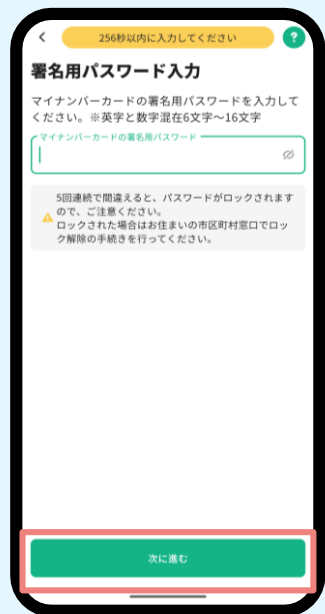 256秒以内に入力してください
?
署名用パスワード入力
マイナンバーカードの署名用パスワードを入力して
ください。※英字と数字混在6文字〜16文字
マイナンバーカードの署名用パスワード
5回連続で間違えると、パスワードがロックされます
ので、ご注意ください。
ロックされた場合はお住まいの市区町村窓口でロッ
ク解除の手続きを行ってください。
次に進む